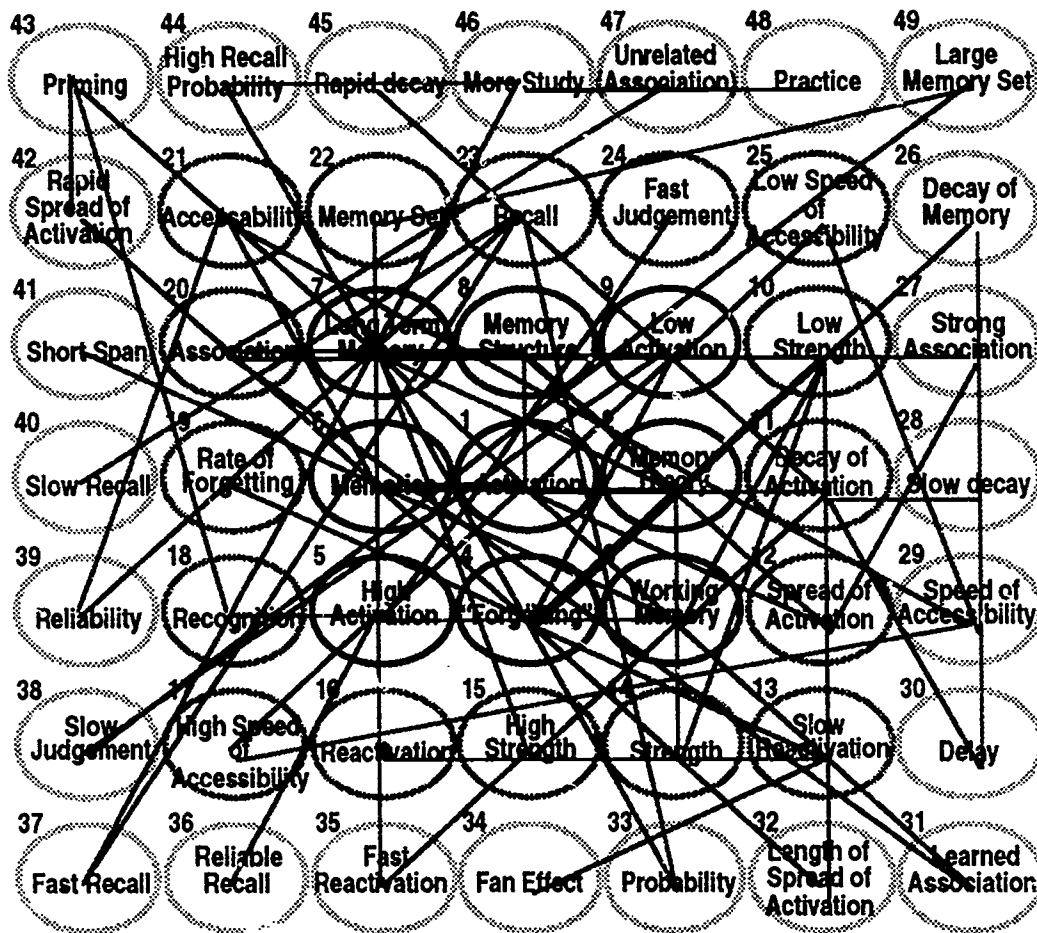 43 44 45 46 47 48 49
Priming
High Recall
Probability
Rapid decay
More Study
Unrelated
Association
Practice
Large
Memory Set
42 21 22 23 24 25 26
Rapid
Spread of
Activation
Accessability
Memory Set
Recall
Fast
Judgement
Low Speed
of
Accessibility
Decay of
Memory
41 20 7 8 9 10 27
Short Span
Association
Long Term
Memory
Memory
Structure
Low
Activation
Low
Strength
Strong
Association
40 19 6 1 11 28
Slow Recall
Rate of
Forgetting
Activation
Memory
Decay of
Activation
Slow decay
39 18 5 4 12 29
Reliability
Recognition
High
Activation
"Forgetting"
Working
Memory
Spread of
Activation
Speed of
Accessibility
38 16 15 14 13 30
Slow
Judgement
High Speed
of
Accessibility
Reactivation
High
Strength
Strength
Slow
Reactivation
Delay
37 36 35 34 33 32 31
Fast Recall
Reliable
Recall
Fast
Reactivation
Fan Effect
Probability
Length of
Spread of
Activation
Learned
Association